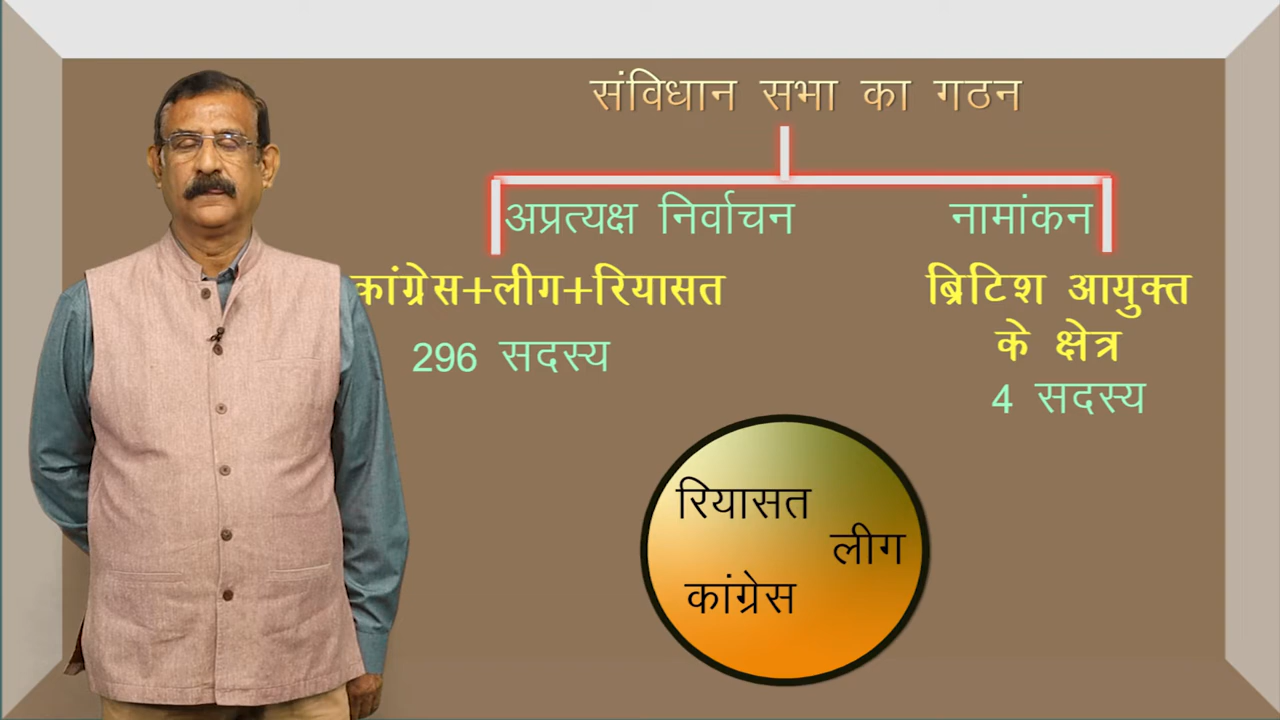 संविधान सभा का गठन
अप्रत्यक्ष निर्वाचन
नामांकन
कांग्रेस+लीग+रियासत
296 सदस्य
ब्रिटिश आयुक्त
के क्षेत्र
4 सदस्य
रियासत
लीग
कांग्रेस